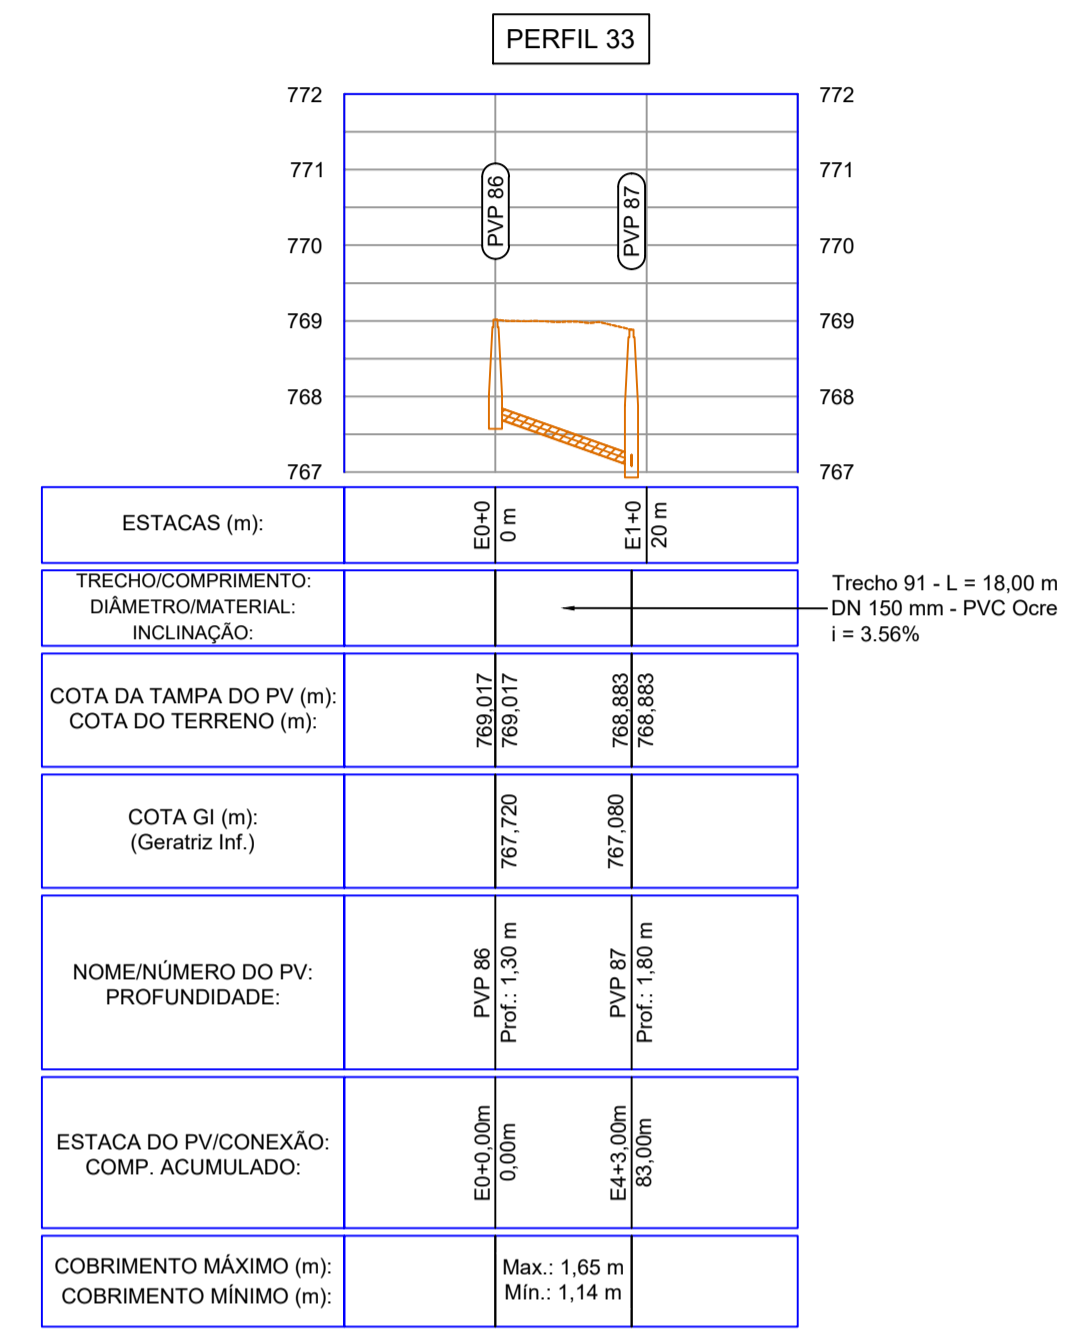 PERFIL 33
772
772
771
771
770
770
769
769
768
768
767
767
PVP 86
PVP 87
ESTACAS (m):
E0+0
0 m
E1+0
20 m
TRECHO/COMPRIMENTO:
DIÂMETRO/MATERIAL:
INCLINAÇÃO:
Trecho 91 - L = 18,00 m
DN 150 mm - PVC Ocre
i = 3.56%
COTA DA TAMPA DO PV (m):
COTA DO TERRENO (m):
769,017
769,017
768,883
768,883
COTA GI (m):
(Geratriz Inf.)
767,720
767,080
NOME/NÚMERO DO PV:
PROFUNDIDADE:
PVP 86
Prof.: 1,30 m
PVP 87
Prof.: 1,80 m
ESTACA DO PV/CONEXÃO:
COMP. ACUMULADO:
E0+0,00m
0,00m
E4+3,00m
83,00m
COBRIMENTO MÁXIMO (m):
COBRIMENTO MÍNIMO (m):
Max.: 1,65 m
Mín.: 1,14 m